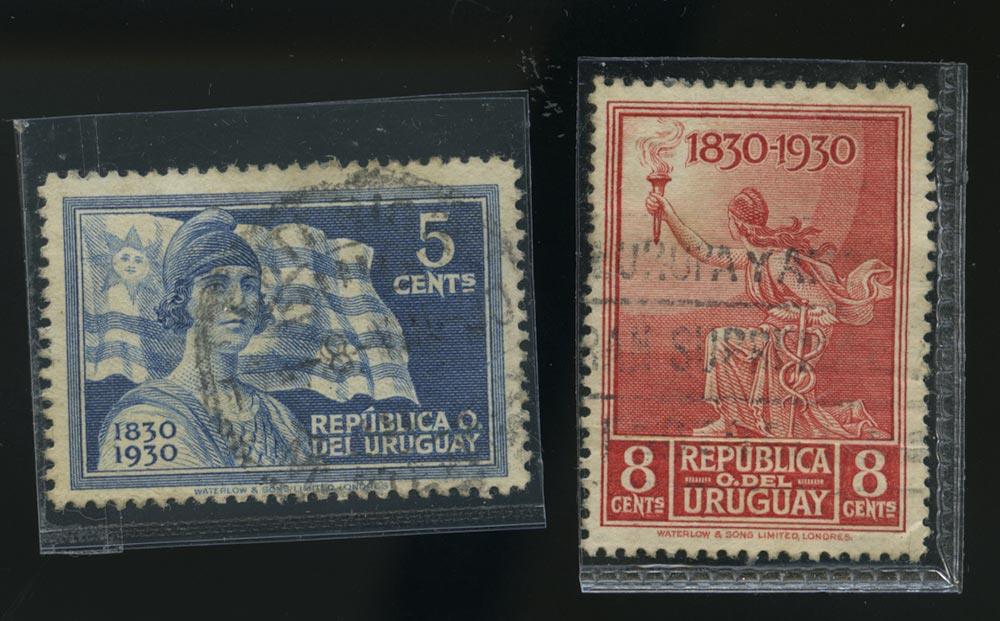 5
CENTS
REPÚBLICA O.
DEL URUGUAY
1830
1930
WATERLOW & SONS LIMITED, LONDRES
1830-1930
8
CENTS
REPÚBLICA
O. DEL
URUGUAY
8
CENTS
WATERLOW & SONS LIMITED, LONDRES.